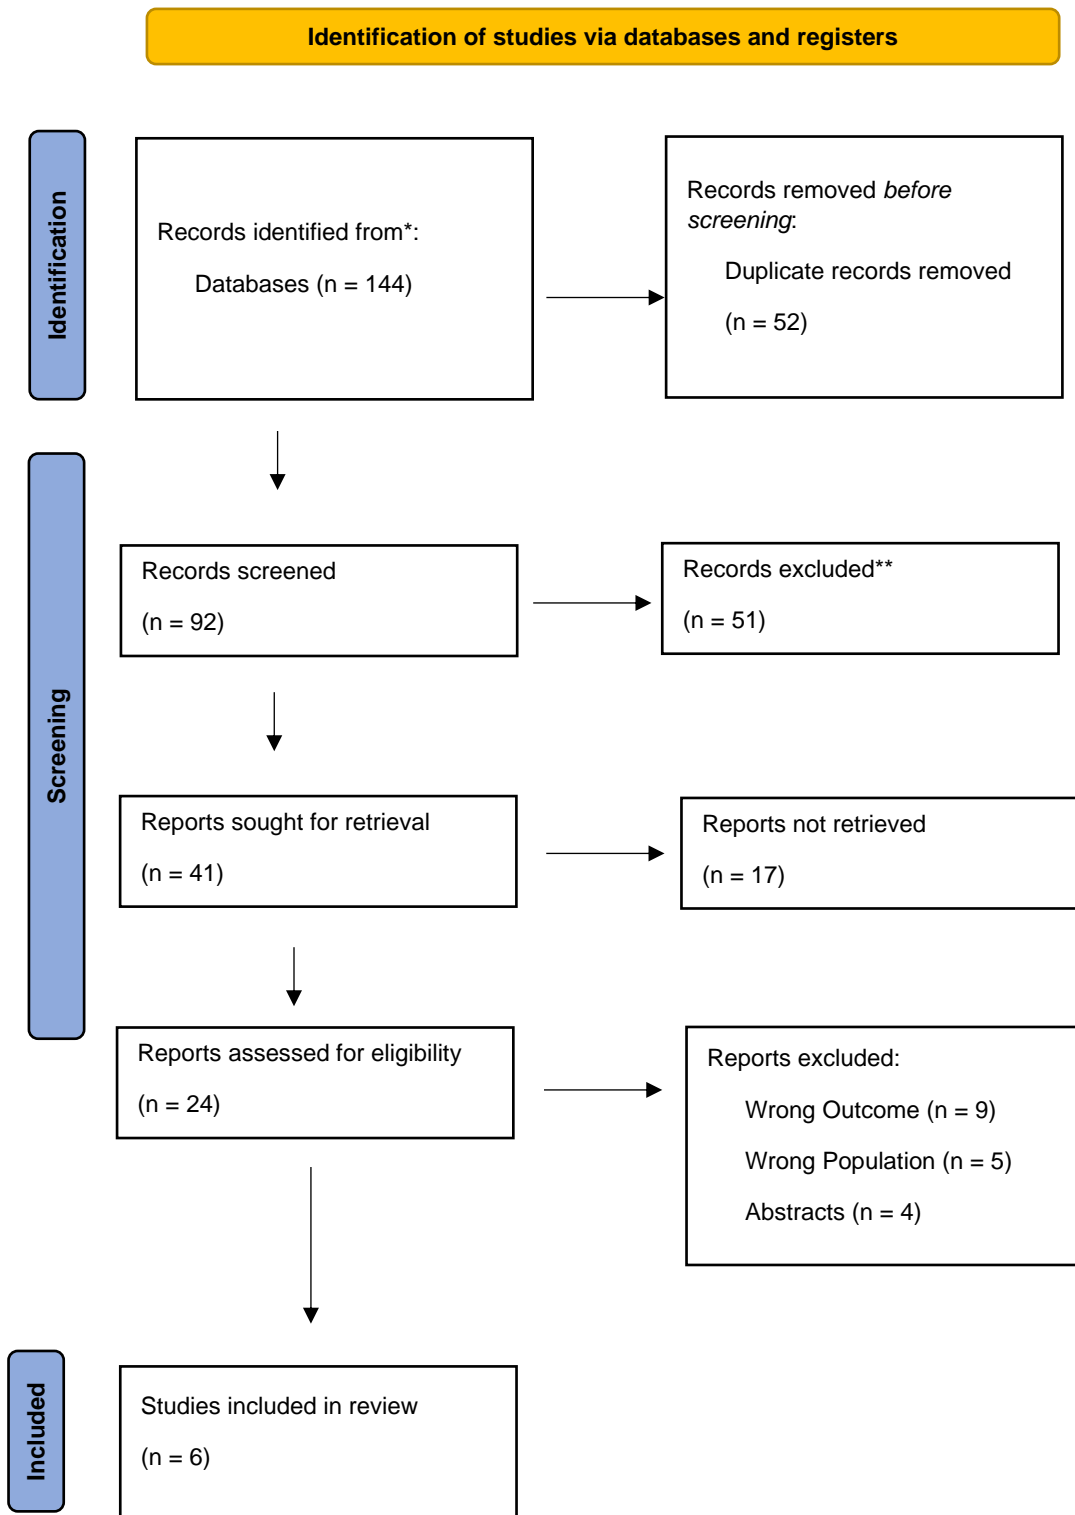 Identification of studies via databases and registers
Identification
Records identified from*:
Databases (n = 144)
Records removed before
screening:
Duplicate records removed
(n = 52)
Screening
Records screened
(n = 92)
Records excluded**
(n = 51)
Reports sought for retrieval
(n = 41)
Reports not retrieved
(n = 17)
Reports assessed for eligibility
(n = 24)
Reports excluded:
Wrong Outcome (n = 9)
Wrong Population (n = 5)
Abstracts (n = 4)
Included
Studies included in review
(n = 6)